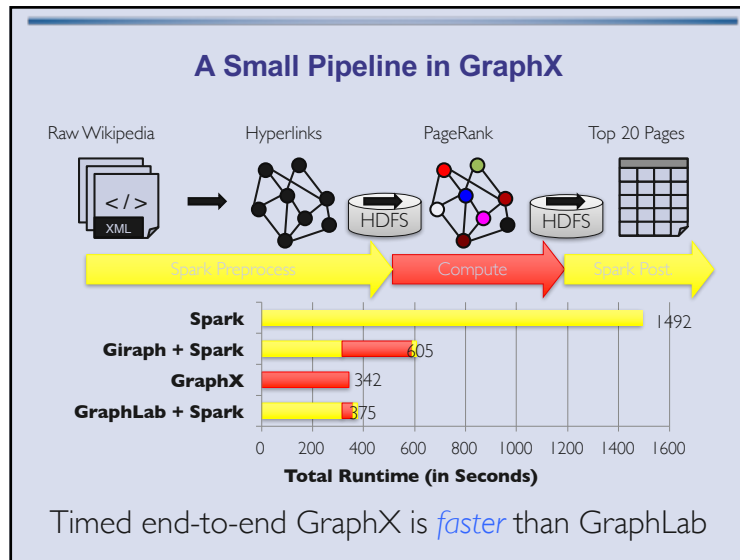 A Small Pipeline in GraphX
Raw Wikipedia
Hyperlinks
PageRank
Top 20 Pages
< / >
XML
HDFS
HDFS
Spark Preprocess
Compute
Spark Post.
Spark
1492
Giraph + Spark
605
GraphX
342
GraphLab + Spark
375
0 200 400 600 800 1000 1200 1400 1600
Total Runtime (in Seconds)
Timed end-to-end GraphX is faster than GraphLab